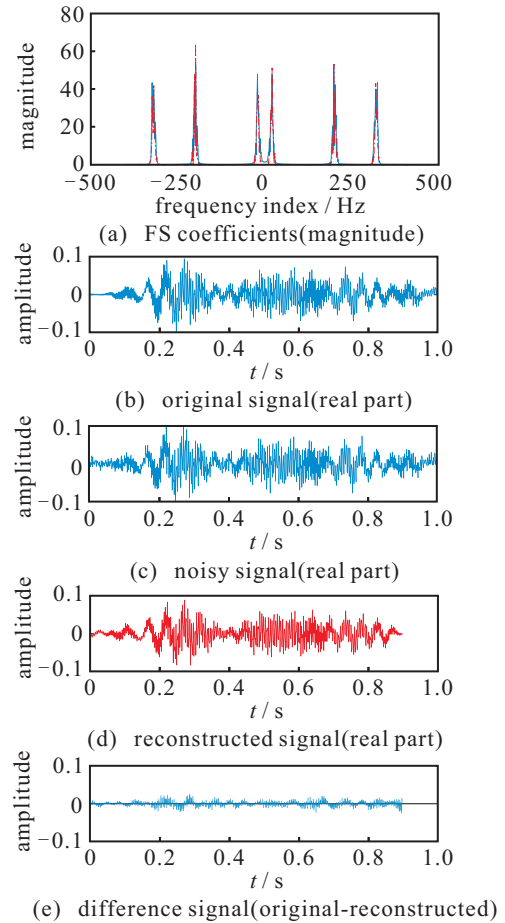 80
60
40
20
0
magnitude
−500 −250 0 250 500
frequency index / Hz
(a) FS coefficients(magnitude)
0.1
0
−0.1
amplitude
0 0.2 0.4 0.6 0.8 1.0
t / s
(b) original signal(real part)
0.1
0
−0.1
amplitude
0 0.2 0.4 0.6 0.8 1.0
t / s
(c) noisy signal(real part)
0.1
0
−0.1
amplitude
0 0.2 0.4 0.6 0.8 1.0
t / s
(d) reconstructed signal(real part)
0.1
0
−0.1
amplitude
0 0.2 0.4 0.6 0.8 1.0
t / s
(e) difference signal(original-reconstructed)